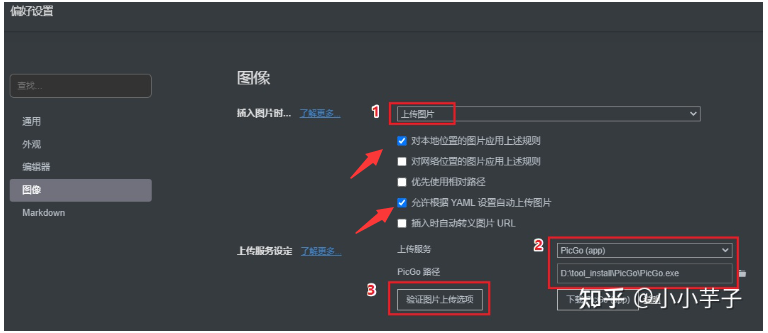 偏好设置
查找...
通用
外观
编辑器
图像
Markdown
图像
插入图片时... 了解更多... 1 上传图片
对本地位置的图片应用上述规则
对网络位置的图片应用上述规则
优先使用相对路径
允许根据 YAML 设置自动上传图片
插入时自动转义图片 URL
上传服务设定 了解更多... 上传服务 2 PicGo (app)
PicGo 路径 D:\tool_install\PicGo\PicGo.exe
3 验证图片上传选项
知乎 @小小芋子